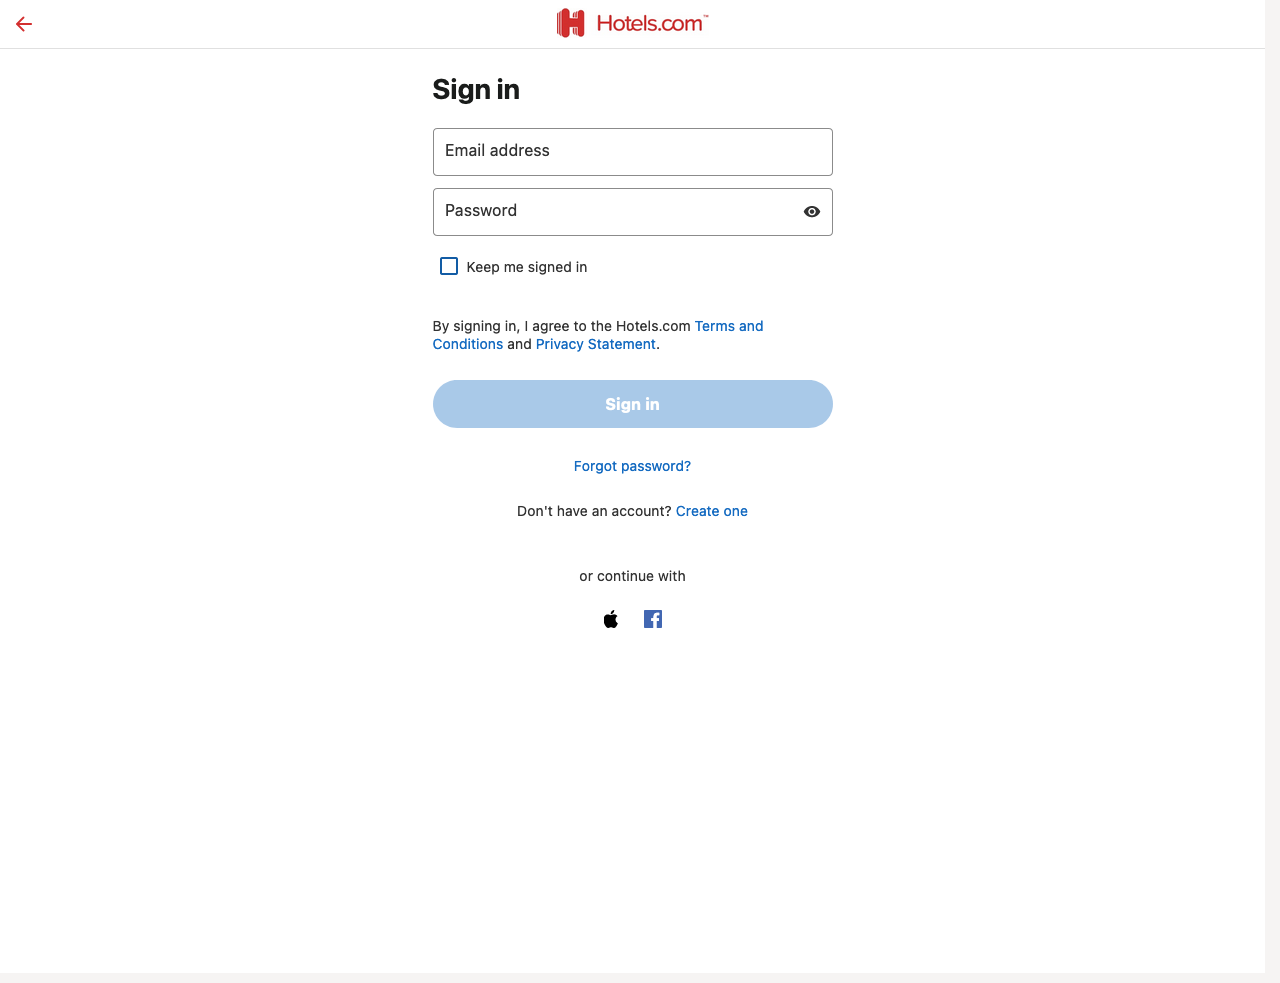 Hotels.com™
Sign in
Email address
Password
Keep me signed in
By signing in, I agree to the Hotels.com Terms and
Conditions and Privacy Statement.
Sign in
Forgot password?
Don't have an account? Create one
or continue with